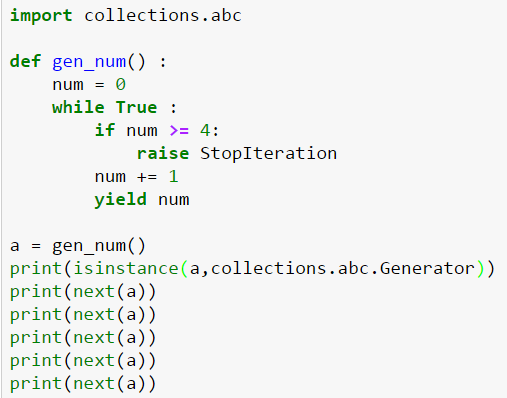 import collections.abc
def gen_num() :
    num = 0
    while True :
        if num >= 4:
            raise StopIteration
        num += 1
        yield num
a = gen_num()
print(isinstance(a,collections.abc.Generator))
print(next(a))
print(next(a))
print(next(a))
print(next(a))
print(next(a))